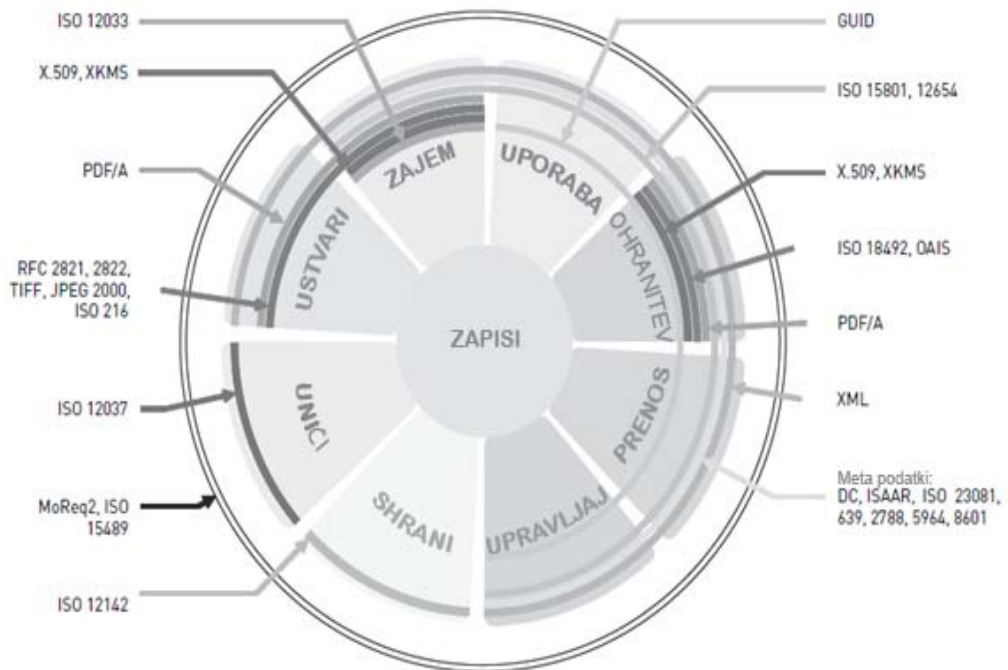 ISO 12033
X.509, XKMS
PDF/A
RFC 2821, 2822,
TIFF, JPEG 2000,
ISO 216
ISO 12037
MoReq2, ISO
15489
ISO 12142
ZAJEM
UPORABA
USTVARI
OHRANITEV
ZAPISI
UNIČI
PRENOS
SHRANI
UPRAVLJAJ
GUID
ISO 15801, 12654
X.509, XKMS
ISO 18492, OAIS
PDF/A
XML
Meta podatki:
DC, ISAAR, ISO 23081,
639, 2788, 5964, 8601